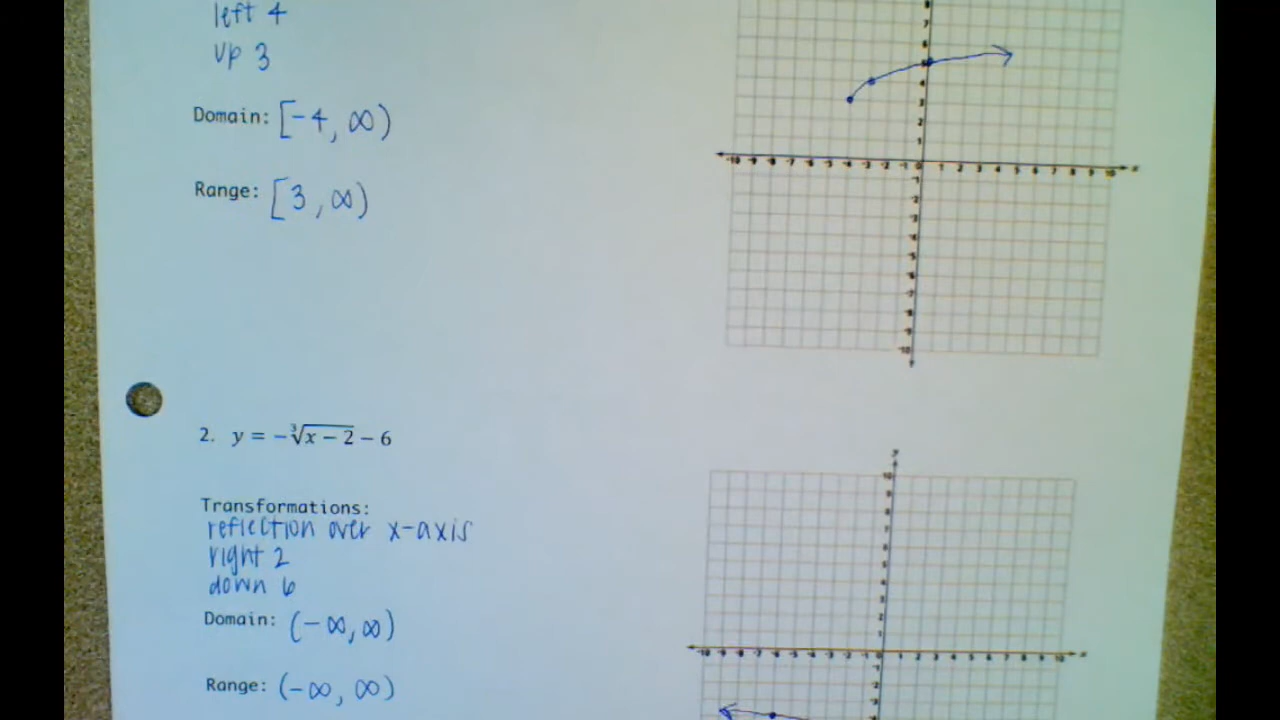 left 4
up 3
Domain: [-4, ∞)
Range: [3, ∞)
2. y = -∛(x - 2) - 6
Transformations:
reflection over x-axis
right 2
down 6
Domain: (-∞, ∞)
Range: (-∞, ∞)